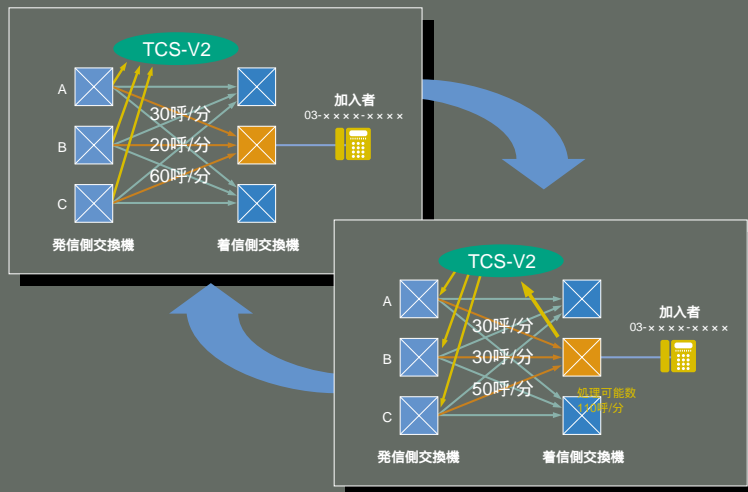 TCS-V2
加入者
03-××××-××××
A
30呼/分
B
20呼/分
C
60呼/分
発信側交換機
着信側交換機
TCS-V2
加入者
03-××××-××××
A
30呼/分
B
30呼/分
C
50呼/分
処理可能数
110呼/分
発信側交換機
着信側交換機